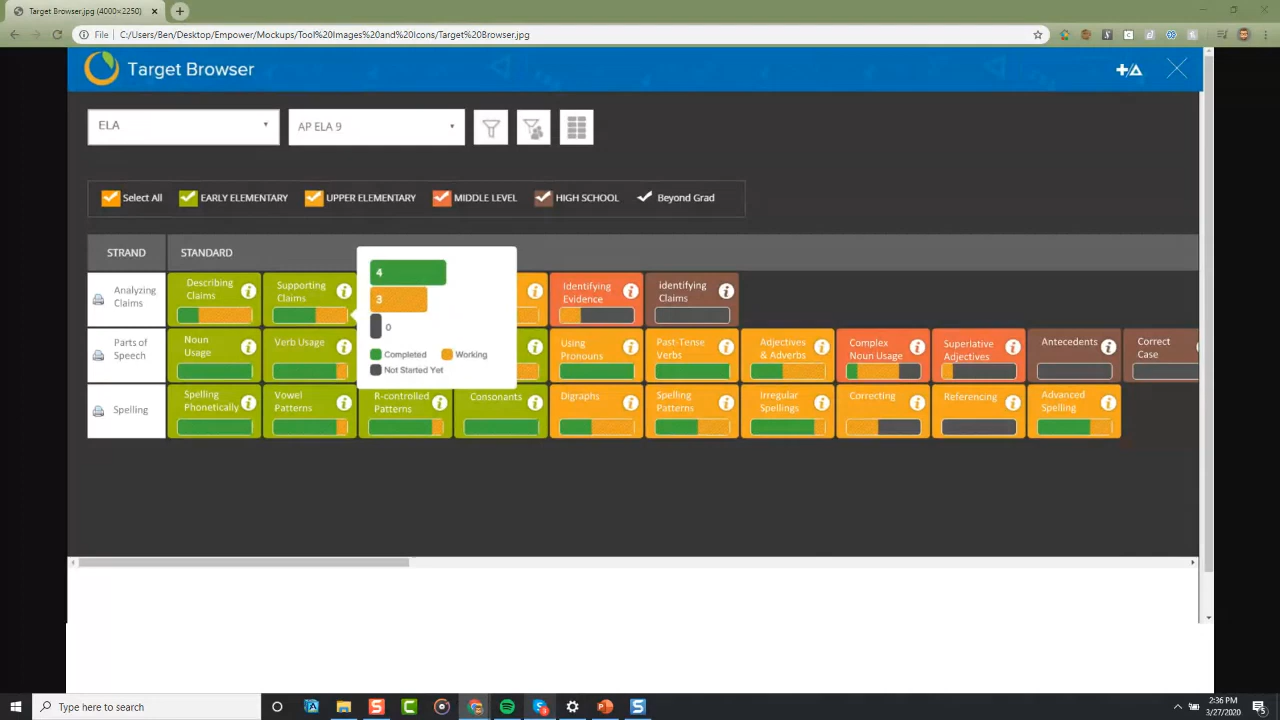 Target Browser.jpg (4000×2250)
File
C:/Users/Ben/Desktop/Empower/Mockups/Tool%20Images%20and%20Icons/Target%20Browser.jpg
Target Browser
ELA
AP ELA 9
Select All
EARLY ELEMENTARY
UPPER ELEMENTARY
MIDDLE LEVEL
HIGH SCHOOL
Beyond Grad
STRAND
STANDARD
Analyzing
Claims
Describing
Claims
Supporting
Claims
4
3
0
Completed
Working
Not Started Yet
Identifying
Evidence
identifying
Claims
Parts of
Speech
Noun
Usage
Verb Usage
Using
Pronouns
Past-Tense
Verbs
Adjectives
& Adverbs
Complex
Noun Usage
Superlative
Adjectives
Antecedents
Correct
Case
Spelling
Spelling
Phonetically
Vowel
Patterns
R-controlled
Patterns
Consonants
Digraphs
Spelling
Patterns
Irregular
Spellings
Correcting
Referencing
Advanced
Spelling
Type here to search
2:36 PM
3/27/2020